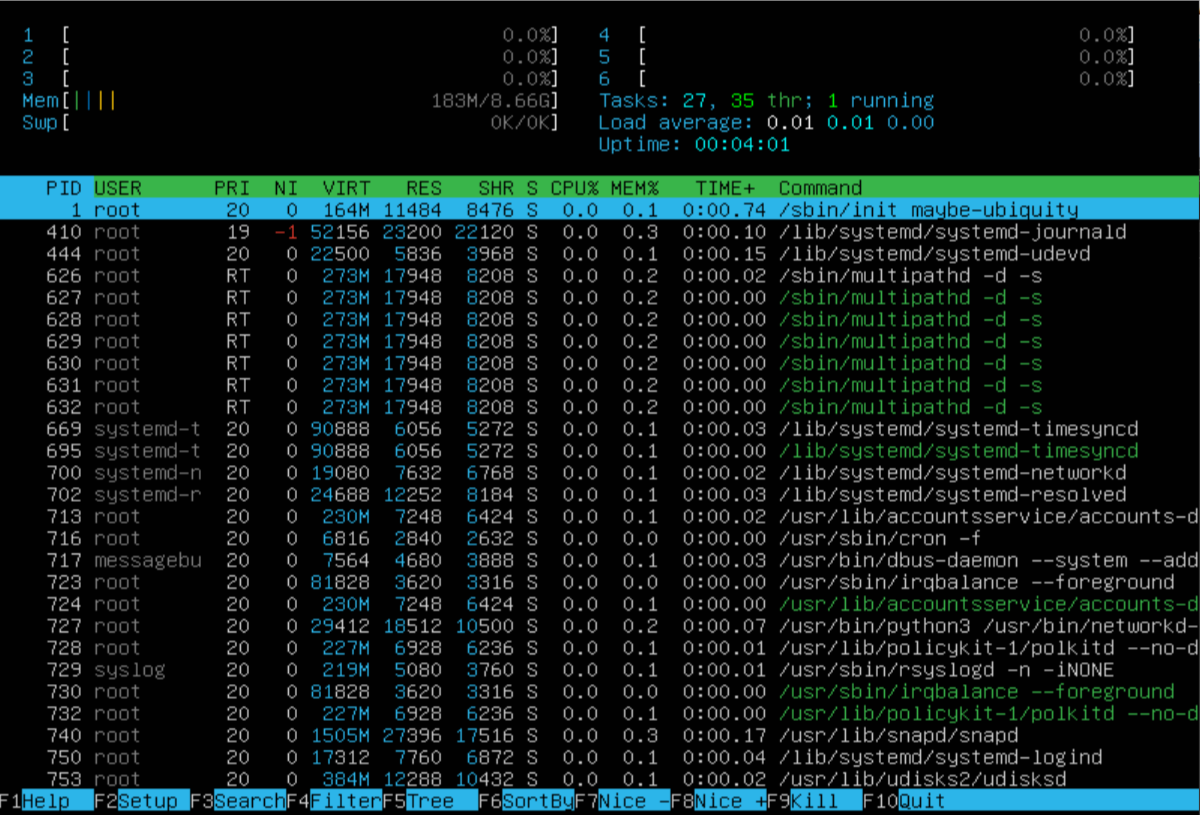 1 [ 0.0%] 4 [ 0.0%]
2 [ 0.0%] 5 [ 0.0%]
3 [ 0.0%] 6 [ 0.0%]
Mem[|||| 183M/8.66G] Tasks: 27, 35 thr; 1 running
Swp[ 0K/0K] Load average: 0.01 0.01 0.00
Uptime: 00:04:01
PID USER PRI NI VIRT RES SHR S CPU% MEM% TIME+ Command
1 root 20 0 164M 11484 8476 S 0.0 0.1 0:00.74 /sbin/init maybe-ubiquity
410 root 19 -1 52156 23200 22120 S 0.0 0.3 0:00.10 /lib/systemd/systemd-journald
444 root 20 0 22500 5836 3968 S 0.0 0.1 0:00.15 /lib/systemd/systemd-udevd
626 root RT 0 273M 17948 8208 S 0.0 0.2 0:00.02 /sbin/multipathd -d -s
627 root RT 0 273M 17948 8208 S 0.0 0.2 0:00.00 /sbin/multipathd -d -s
628 root RT 0 273M 17948 8208 S 0.0 0.2 0:00.00 /sbin/multipathd -d -s
629 root RT 0 273M 17948 8208 S 0.0 0.2 0:00.00 /sbin/multipathd -d -s
630 root RT 0 273M 17948 8208 S 0.0 0.2 0:00.00 /sbin/multipathd -d -s
631 root RT 0 273M 17948 8208 S 0.0 0.2 0:00.00 /sbin/multipathd -d -s
632 root RT 0 273M 17948 8208 S 0.0 0.2 0:00.00 /sbin/multipathd -d -s
669 systemd-t 20 0 90888 6056 5272 S 0.0 0.1 0:00.03 /lib/systemd/systemd-timesyncd
695 systemd-t 20 0 90888 6056 5272 S 0.0 0.1 0:00.00 /lib/systemd/systemd-timesyncd
700 systemd-n 20 0 19080 7632 6768 S 0.0 0.1 0:00.02 /lib/systemd/systemd-networkd
702 systemd-r 20 0 24688 12252 8184 S 0.0 0.1 0:00.03 /lib/systemd/systemd-resolved
713 root 20 0 230M 7248 6424 S 0.0 0.1 0:00.02 /usr/lib/accountsservice/accounts-d
716 root 20 0 6816 2840 2632 S 0.0 0.0 0:00.00 /usr/sbin/cron -f
717 messagebu 20 0 7564 4680 3888 S 0.0 0.1 0:00.03 /usr/bin/dbus-daemon --system --add
723 root 20 0 81828 3620 3316 S 0.0 0.0 0:00.00 /usr/sbin/irqbalance --foreground
724 root 20 0 230M 7248 6424 S 0.0 0.1 0:00.00 /usr/lib/accountsservice/accounts-d
727 root 20 0 29412 18512 10500 S 0.0 0.2 0:00.07 /usr/bin/python3 /usr/bin/networkd-
728 root 20 0 227M 6928 6236 S 0.0 0.1 0:00.01 /usr/lib/policykit-1/polkitd --no-d
729 syslog 20 0 219M 5080 3760 S 0.0 0.1 0:00.01 /usr/sbin/rsyslogd -n -iNONE
730 root 20 0 81828 3620 3316 S 0.0 0.0 0:00.00 /usr/sbin/irqbalance --foreground
732 root 20 0 227M 6928 6236 S 0.0 0.1 0:00.00 /usr/lib/policykit-1/polkitd --no-d
740 root 20 0 1505M 27396 17516 S 0.0 0.3 0:00.17 /usr/lib/snapd/snapd
750 root 20 0 17312 7760 6872 S 0.0 0.1 0:00.04 /lib/systemd/systemd-logind
753 root 20 0 384M 12288 10432 S 0.0 0.1 0:00.02 /usr/lib/udisks2/udisksd
F1Help F2Setup F3SearchF4FilterF5Tree F6SortByF7Nice -F8Nice +F9Kill F10Quit